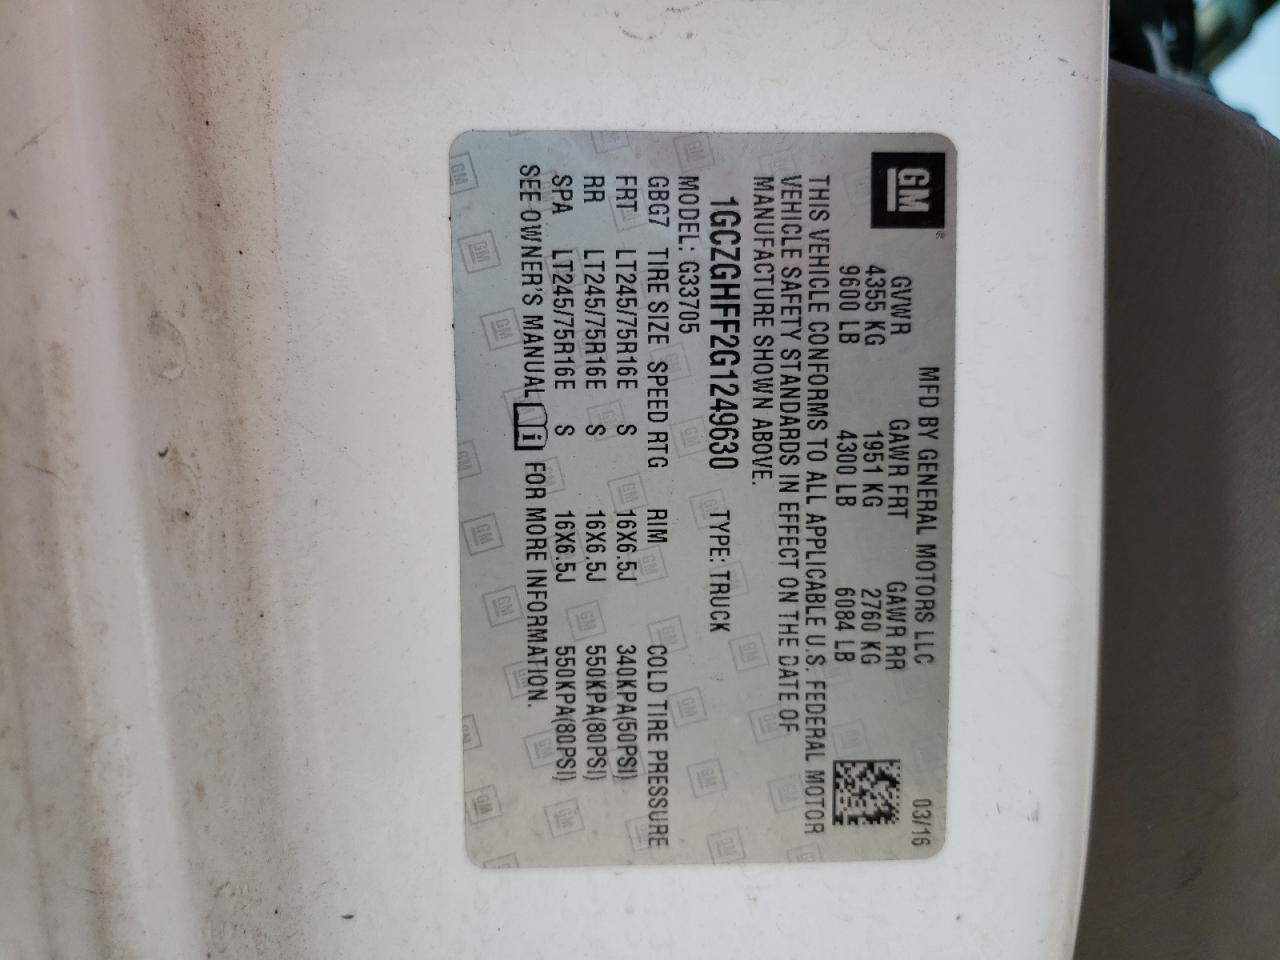 GM
MFD BY GENERAL MOTORS LLC 03/16
GVWR GAWR FRT GAWR RR
4355 KG 1951 KG 2760 KG
9600 LB 4300 LB 6084 LB
THIS VEHICLE CONFORMS TO ALL APPLICABLE U.S. FEDERAL MOTOR
VEHICLE SAFETY STANDARDS IN EFFECT ON THE DATE OF
MANUFACTURE SHOWN ABOVE.
1GCZGHFF2G1249630 TYPE: TRUCK
MODEL: G33705
GBG7 TIRE SIZE SPEED RTG RIM COLD TIRE PRESSURE
FRT LT245/75R16E S 16X6.5J 340KPA(50PSI)
RR LT245/75R16E S 16X6.5J 550KPA(80PSI)
SPA LT245/75R16E S 16X6.5J 550KPA(80PSI)
SEE OWNER'S MANUAL i FOR MORE INFORMATION.